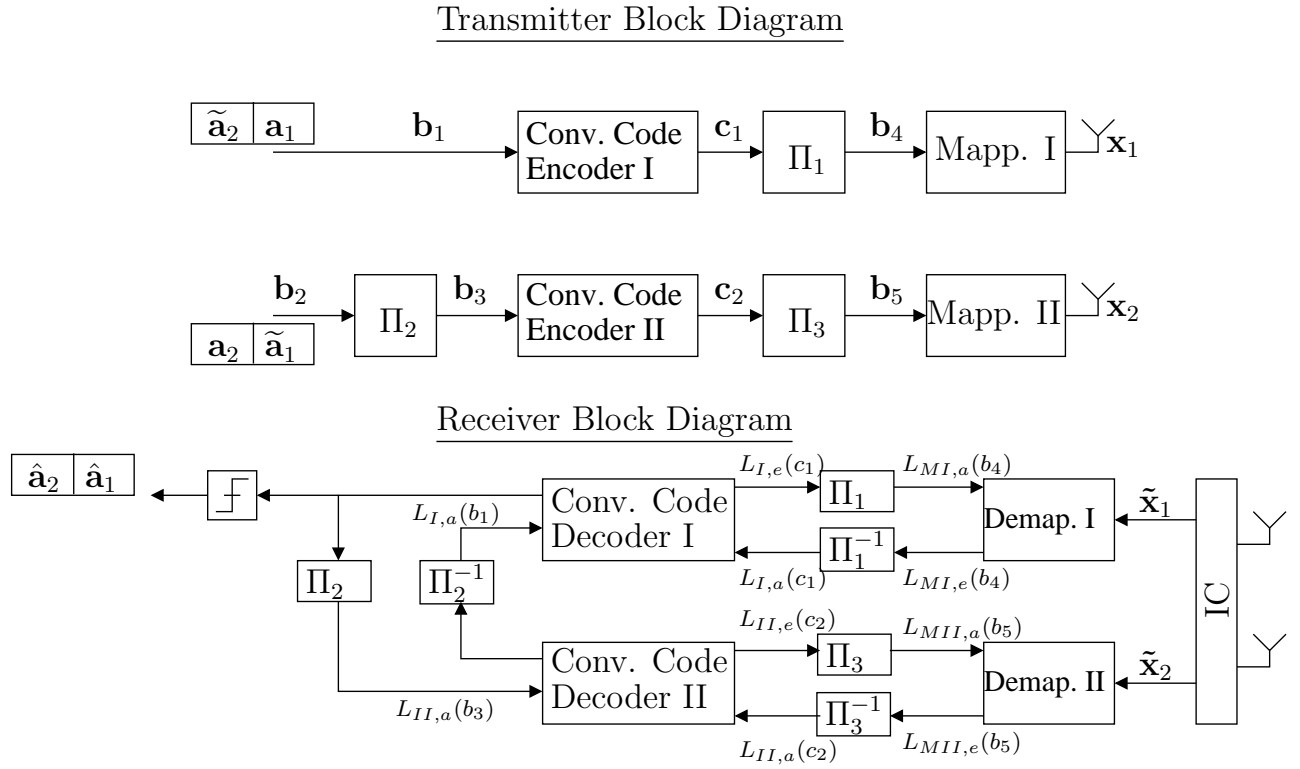 Transmitter Block Diagram
ã₂ a₁
b₁
Conv. Code
Encoder I
c₁
Π₁
b₄
Mapp. I
x₁
b₂
a₂ ã₁
Π₂
b₃
Conv. Code
Encoder II
c₂
Π₃
b₅
Mapp. II
x₂
Receiver Block Diagram
â₂ â₁
Π₂
L_{I,a}(b₁)
Π₂⁻¹
L_{II,a}(b₃)
Conv. Code
Decoder I
L_{I,e}(c₁)
Π₁
L_{MI,a}(b₄)
L_{I,a}(c₁)
Π₁⁻¹
L_{MI,e}(b₄)
Demap. I
x̃₁
Conv. Code
Decoder II
L_{II,e}(c₂)
Π₃
L_{MII,a}(b₅)
L_{II,a}(c₂)
Π₃⁻¹
L_{MII,e}(b₅)
Demap. II
x̃₂
IC